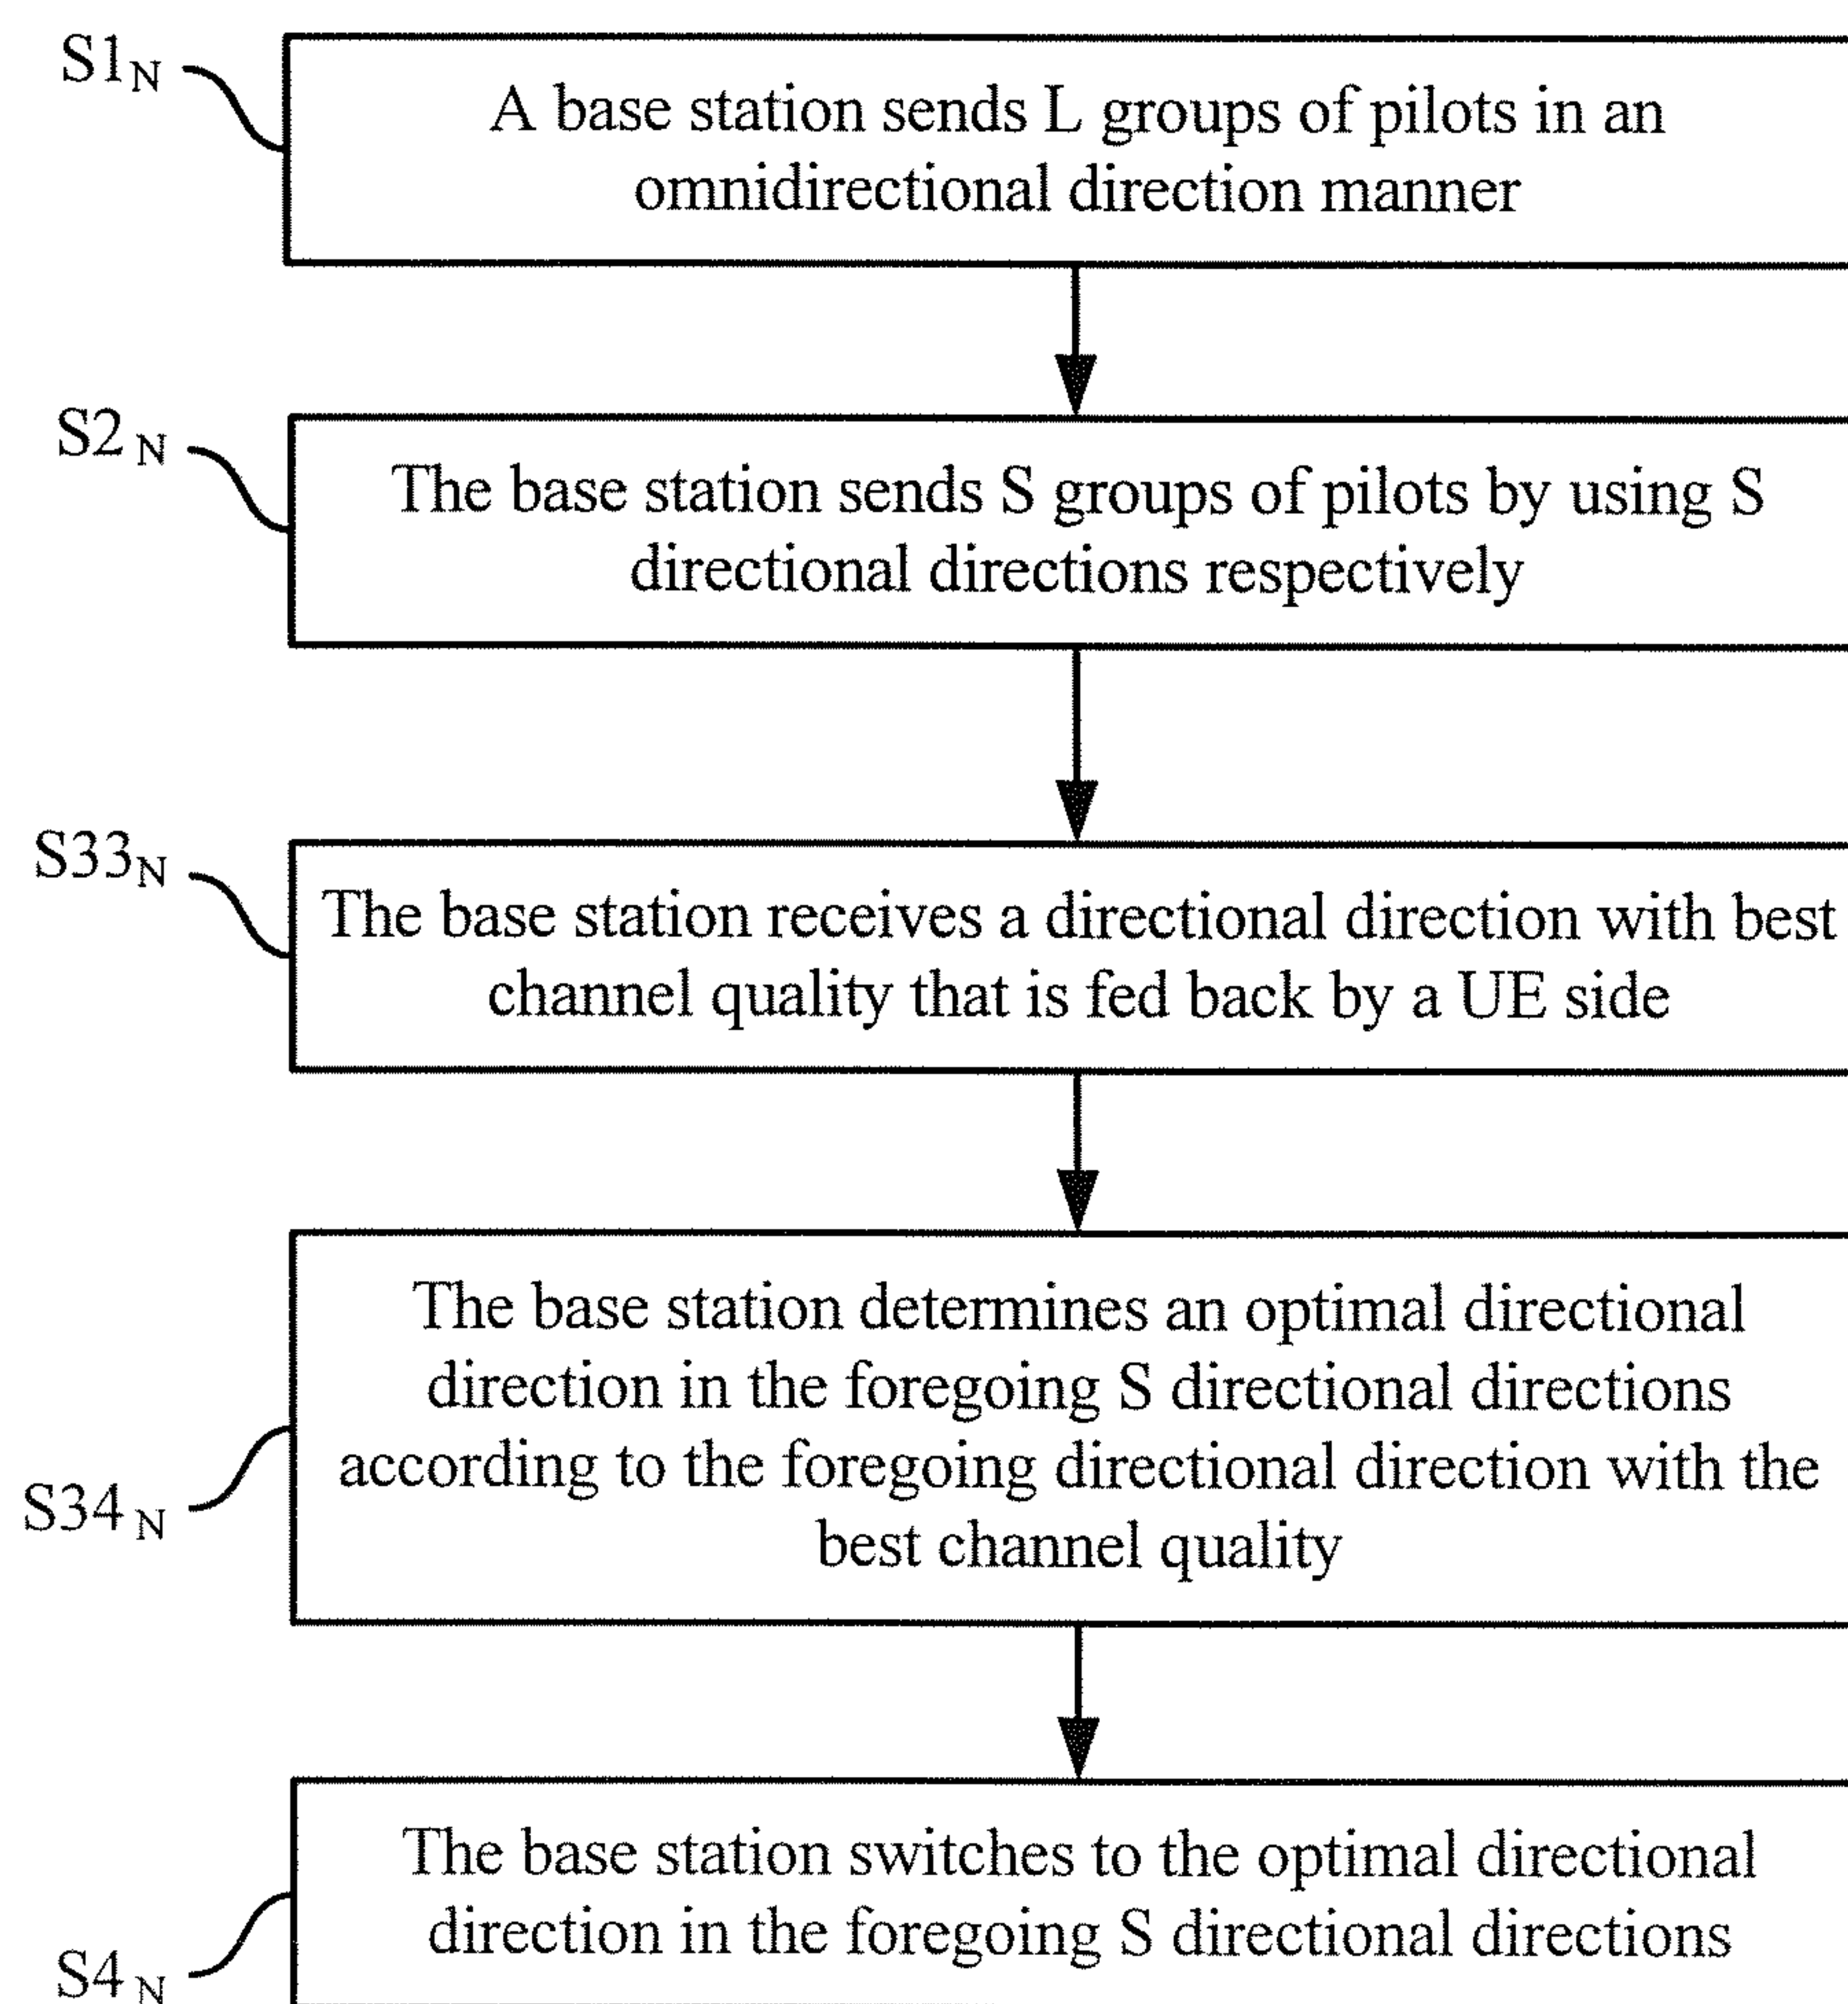 S1N
A base station sends L groups of pilots in an
omnidirectional direction manner
S2 N
The base station sends S groups of pilots by using S
directional directions respectively
S33N
The base station receives a directional direction with best
channel quality that is fed back by a UE side
The base station determines an optimal directional
direction in the foregoing S directional directions
according to the foregoing directional direction with the
best channel quality
S34 N
The base station switches to the optimal directional
direction in the foregoing S directional directions
S4 N